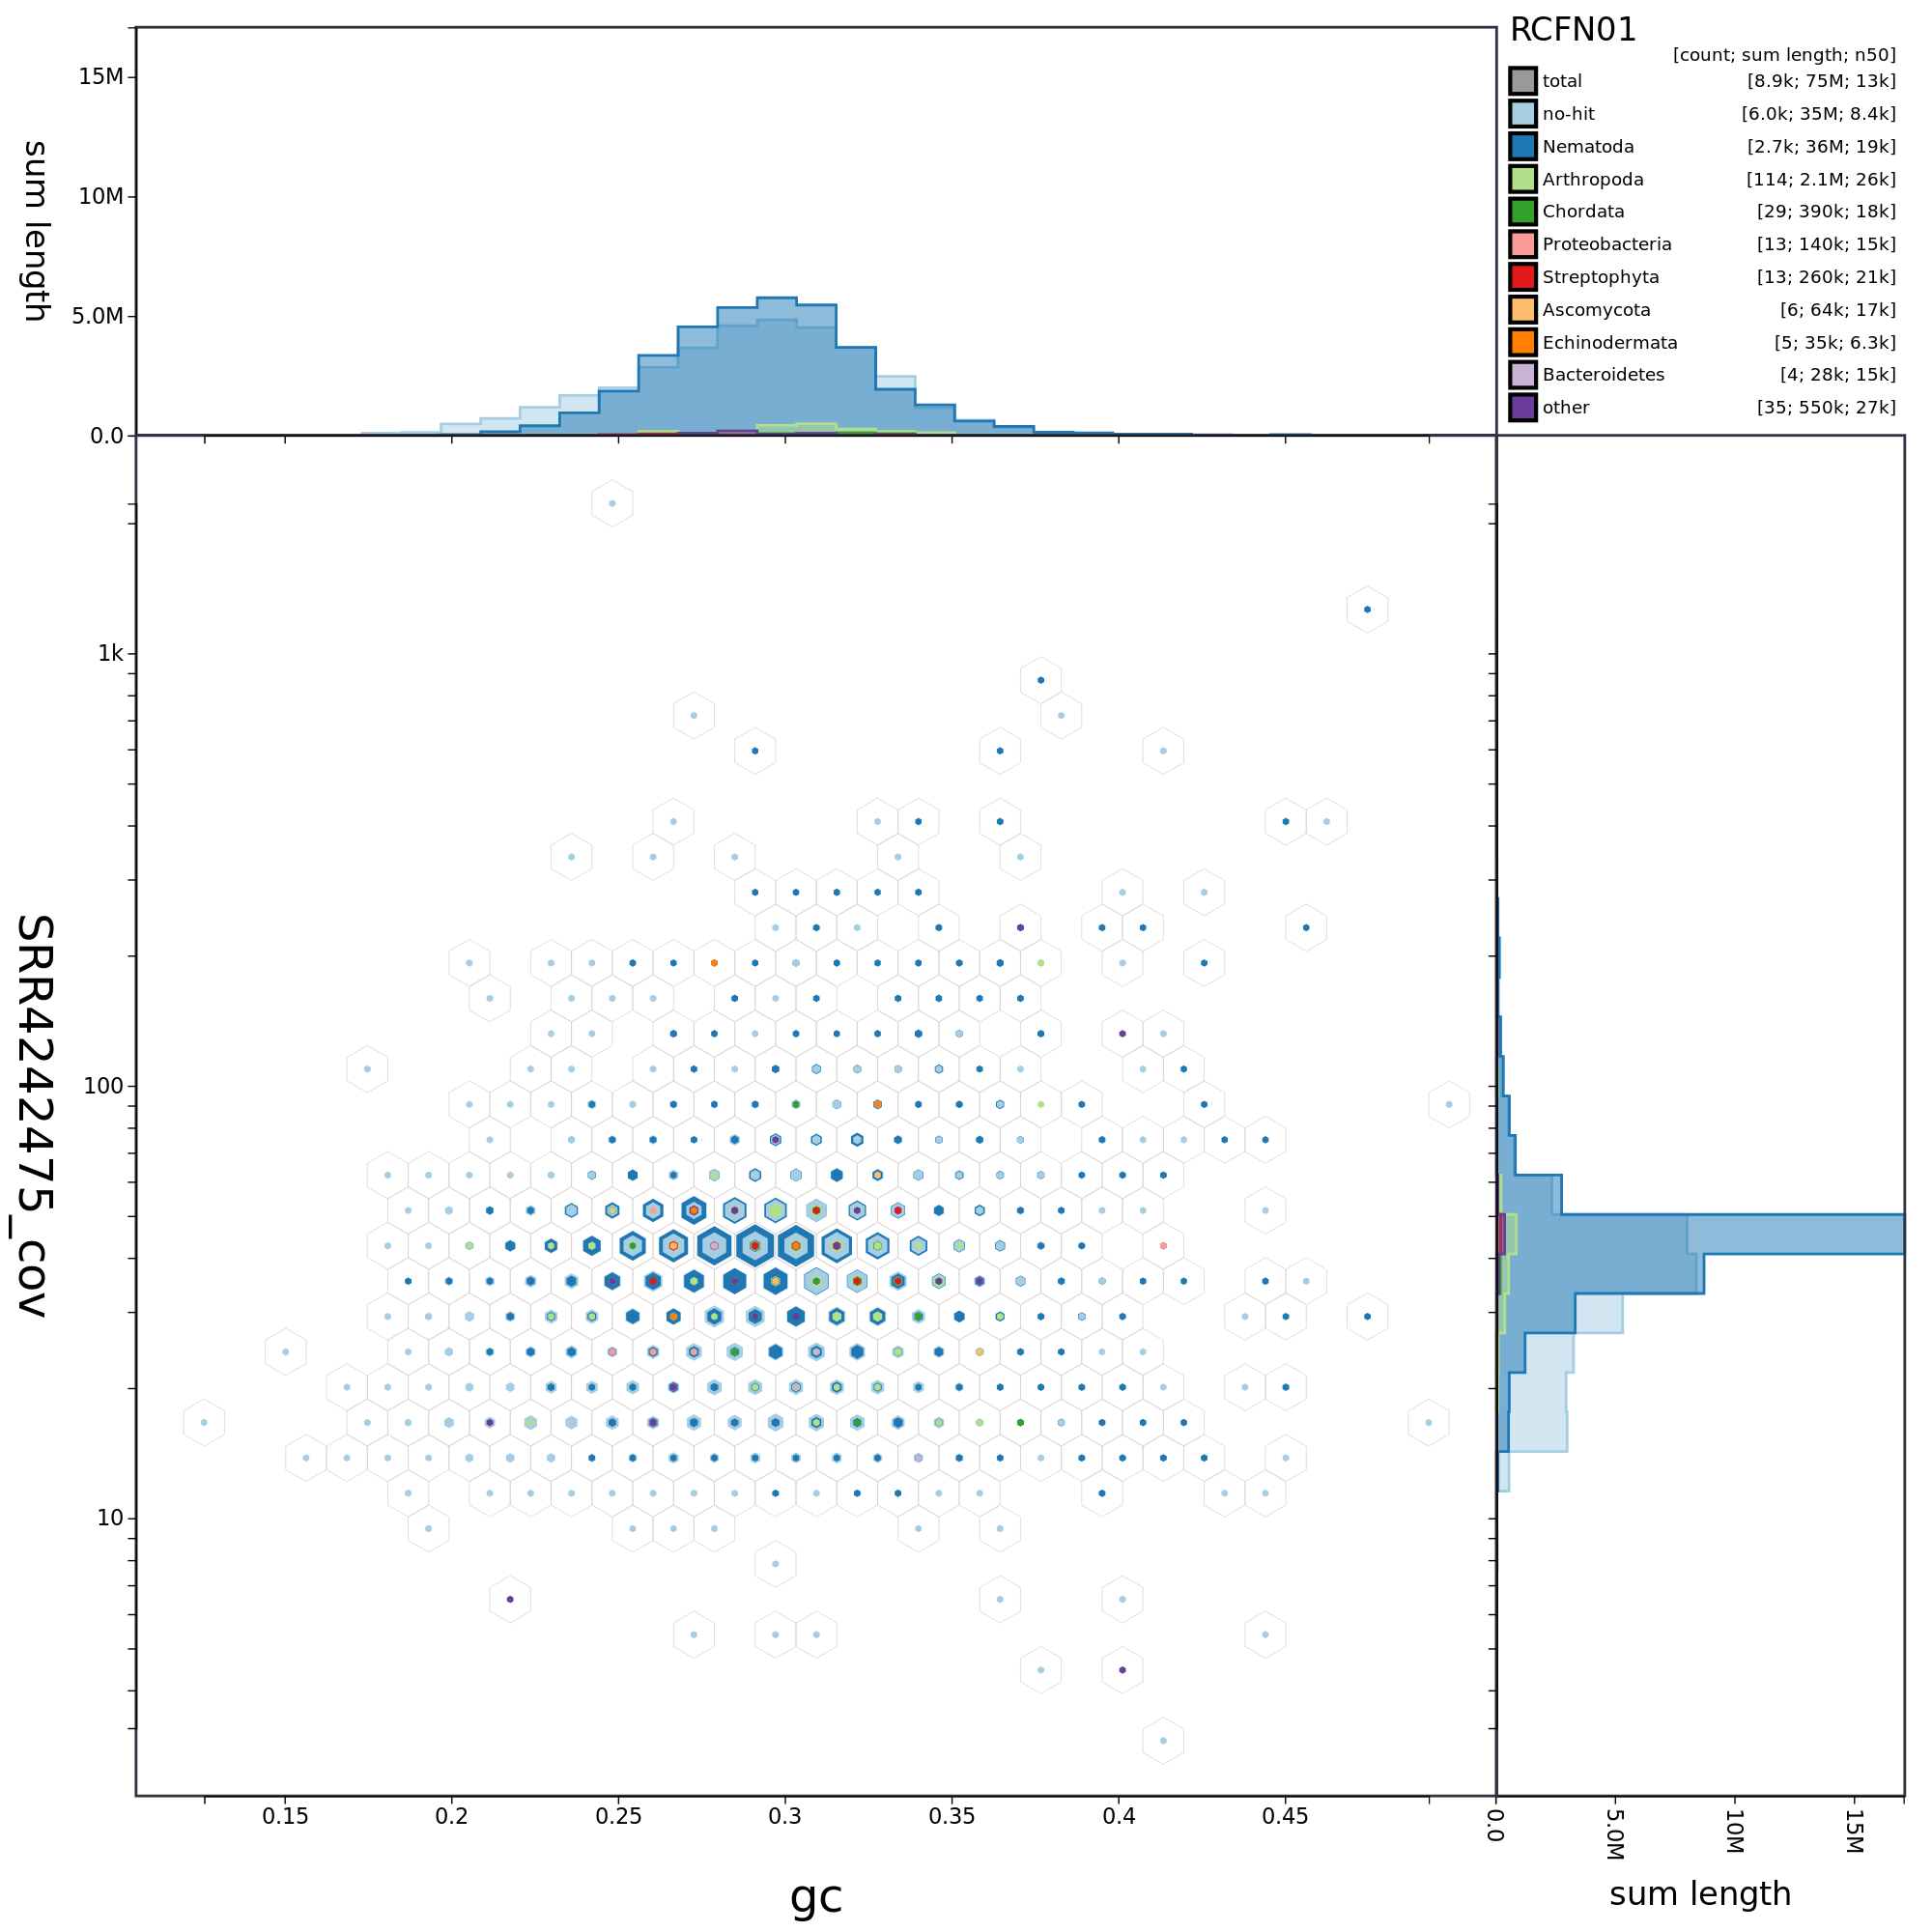 RCFN01
[count; sum length; n50]
total [8.9k; 75M; 13k]
no-hit [6.0k; 35M; 8.4k]
Nematoda [2.7k; 36M; 19k]
Arthropoda [114; 2.1M; 26k]
Chordata [29; 390k; 18k]
Proteobacteria [13; 140k; 15k]
Streptophyta [13; 260k; 21k]
Ascomycota [6; 64k; 17k]
Echinodermata [5; 35k; 6.3k]
Bacteroidetes [4; 28k; 15k]
other [35; 550k; 27k]
sum length
15M
10M
5.0M
0.0
SRR4242475_cov
1k
100
10
0.15 0.2 0.25 0.3 0.35 0.4 0.45
gc
0.0 5.0M 10M 15M
sum length